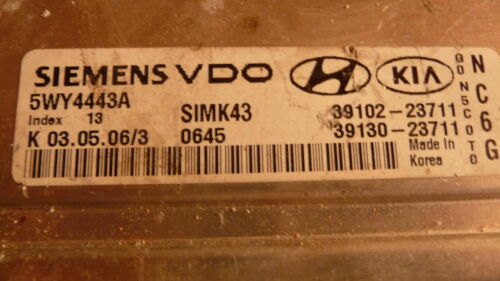 SIEMENS VDO KIA
5WY4443A
Index 13
SIMK43
39102-23711
K 03.05.06/3
0645
39130-23711
Made in
Korea
NC6G